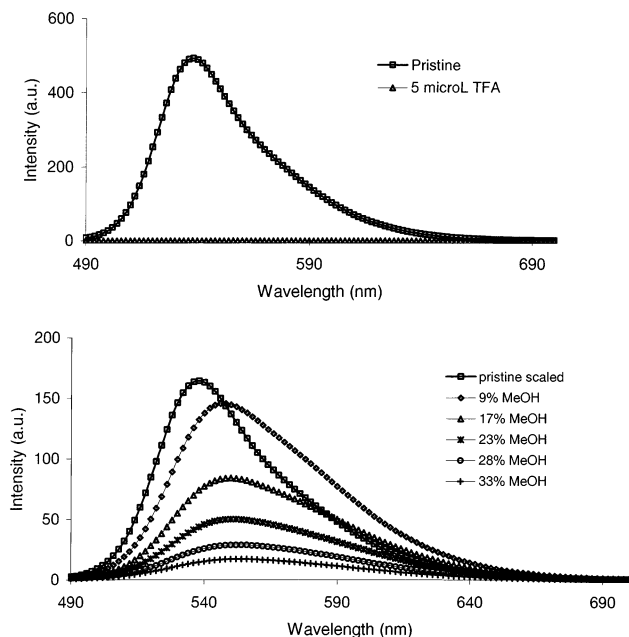 600
400
200
0
Intensity (a.u.)
Pristine
5 microL TFA
490 590 690
Wavelength (nm)
200
150
100
50
0
Intensity (a.u.)
pristine scaled
9% MeOH
17% MeOH
23% MeOH
28% MeOH
33% MeOH
490 540 590 640 690
Wavelength (nm)